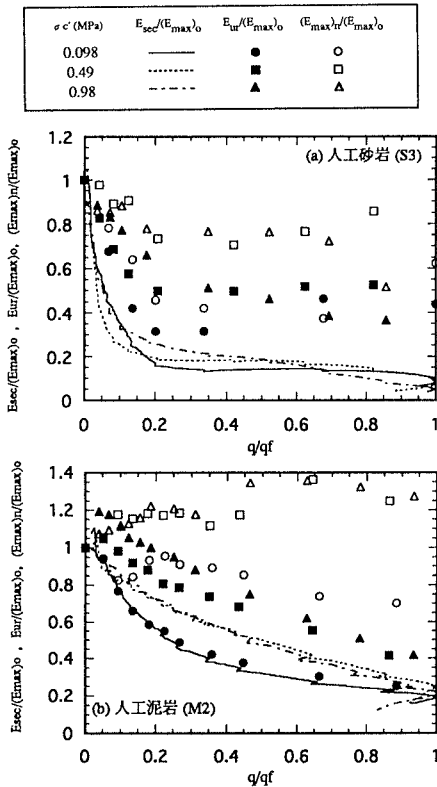 σ c' (MPa) Esec/(Emax)o Eur/(Emax)o (Emax)n/(Emax)o
0.098
0.49
0.98
Esec/(Emax)o , Eur/(Emax)o, (Emax)n/(Emax)o
(a) 人工砂岩 (S3)
1.2
1
0.8
0.6
0.4
0.2
0
0 0.2 0.4 0.6 0.8 1
q/qf
Esec/(Emax)o , Eur/(Emax)o, (Emax)n/(Emax)o
1.4
1.2
1
0.8
0.6
0.4
0.2
0
(b) 人工泥岩 (M2)
0 0.2 0.4 0.6 0.8 1
q/qf